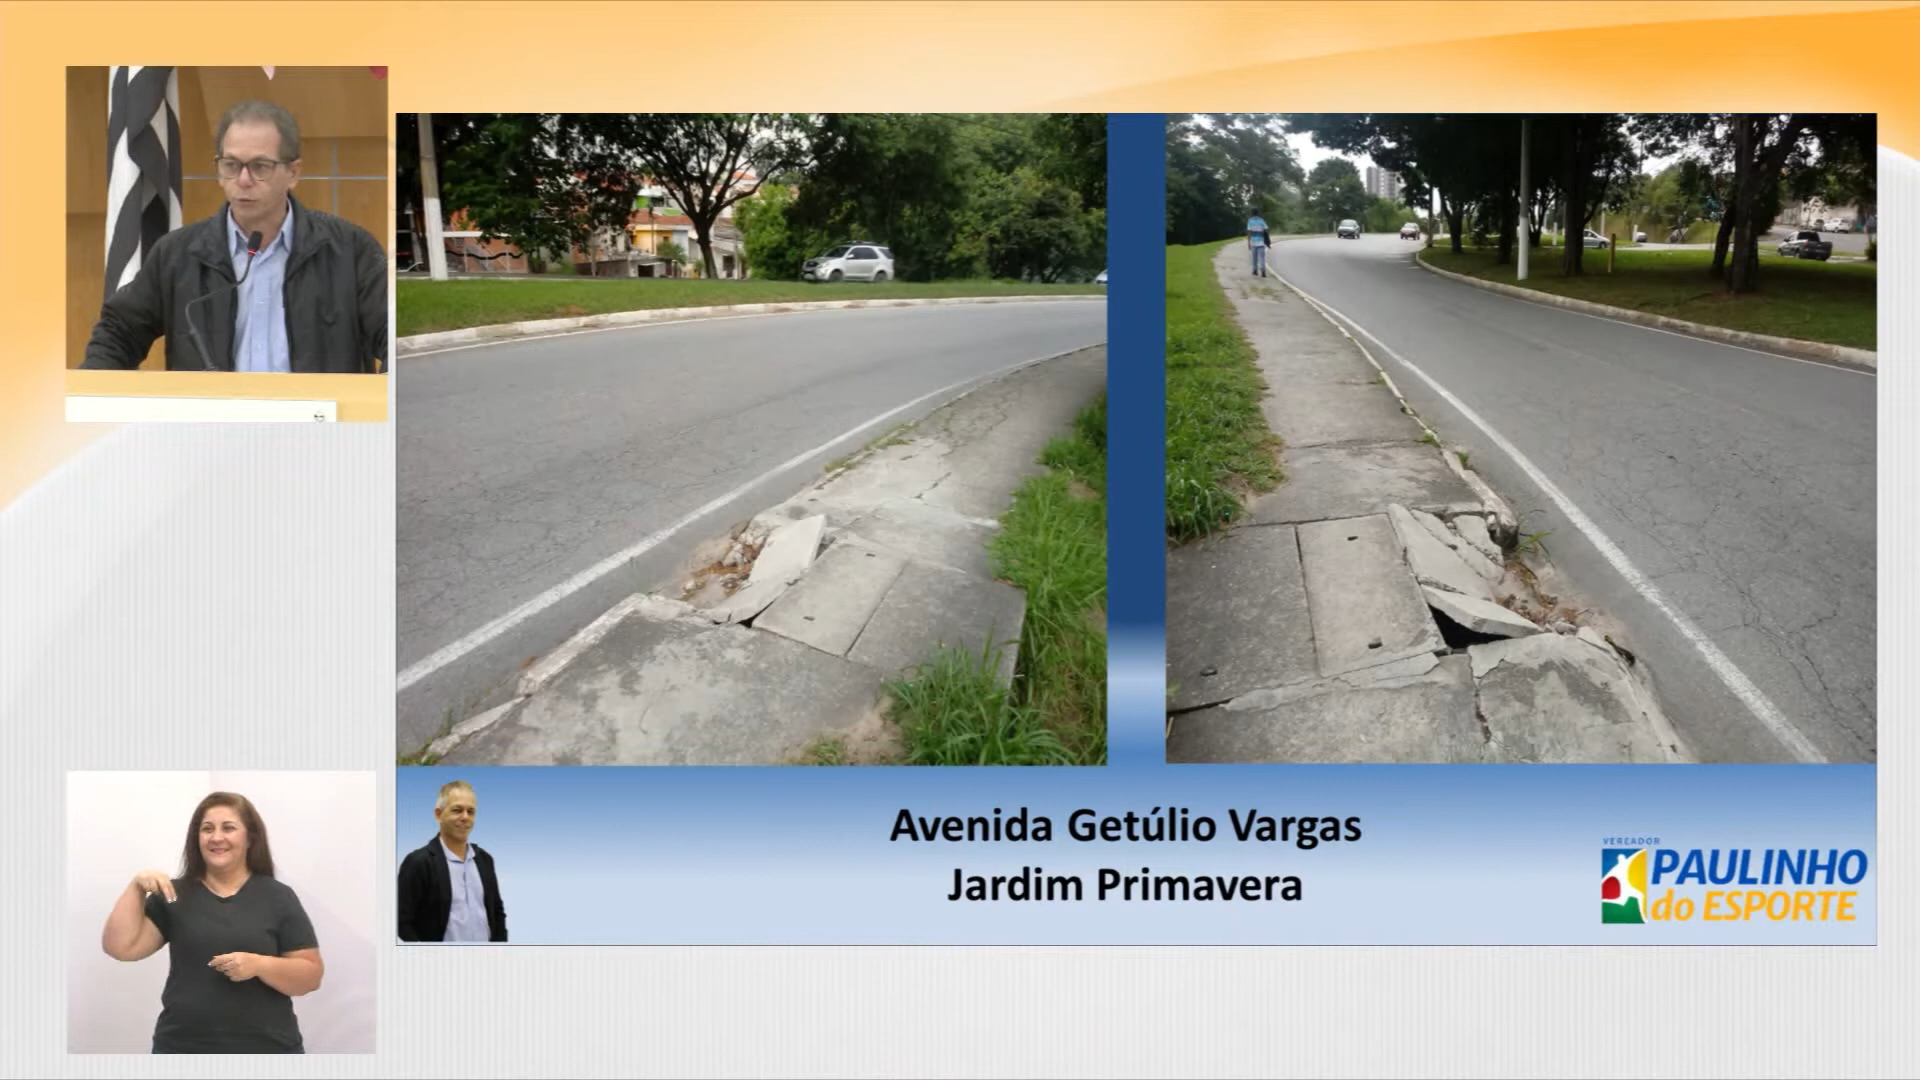 Avenida Getúlio Vargas
Jardim Primavera
VEREADOR
PAULINHO
do ESPORTE